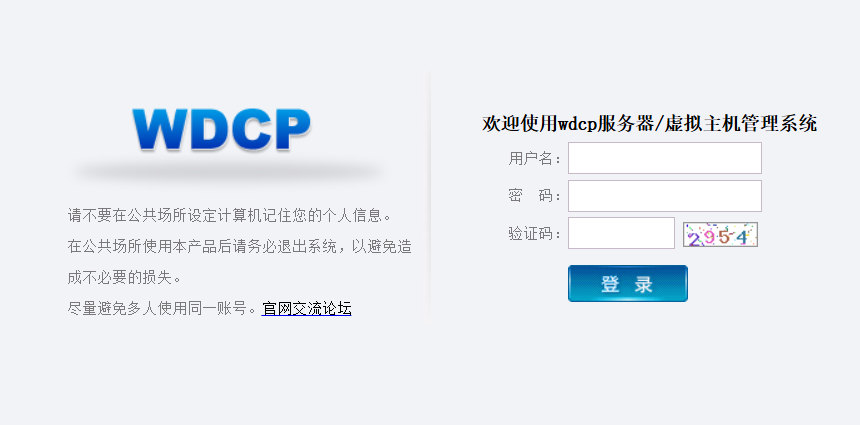 WDCP
请不要在公共场所设定计算机记住您的个人信息。
在公共场所使用本产品后请务必退出系统，以避免造
成不必要的损失。
尽量避免多人使用同一账号。官网交流论坛
欢迎使用wdcp服务器/虚拟主机管理系统
用户名：
密　码：
验证码：
2954
登 录